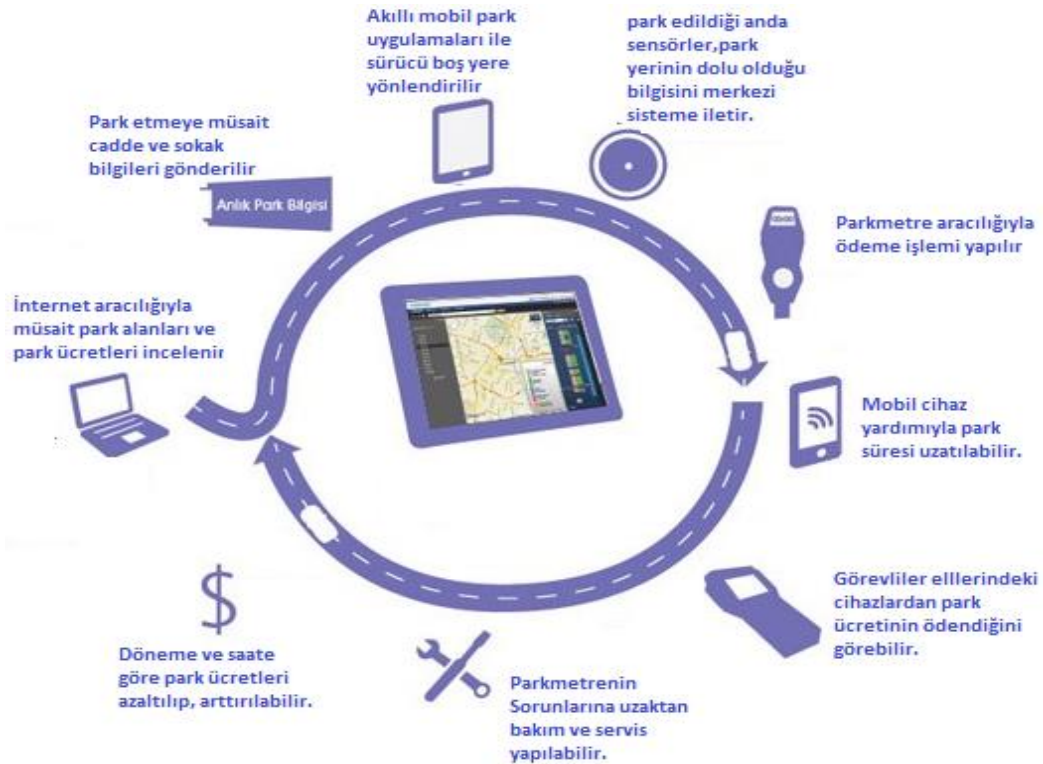 Akıllı mobil park
uygulamaları ile
sürücü boş yere
yönlendirilir
park edildiği anda
sensörler,park
yerinin dolu olduğu
bilgisini merkezi
sisteme iletir.
Park etmeye müsait
cadde ve sokak
bilgileri gönderilir
Anlık Park Bilgisi
Parkmetre aracılığıyla
ödeme işlemi yapılır
İnternet aracılığıyla
müsait park alanları ve
park ücretleri incelenir
Mobil cihaz
yardımıyla park
süresi uzatılabilir.
Görevliler elllerindeki
cihazlardan park
ücretinin ödendiğini
görebilir.
Döneme ve saate
göre park ücretleri
azaltılıp, arttırılabilir.
Parkmetrenin
Sorunlarına uzaktan
bakım ve servis
yapılabilir.